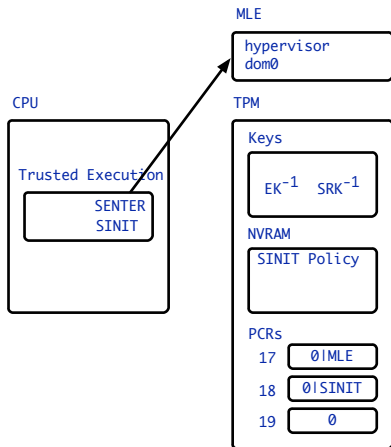 MLE
hypervisor
dom0
CPU
TPM
Trusted Execution
SENTER
SINIT
Keys
EK⁻¹ SRK⁻¹
NVRAM
SINIT Policy
PCRs
17 0|MLE
18 0|SINIT
19 0